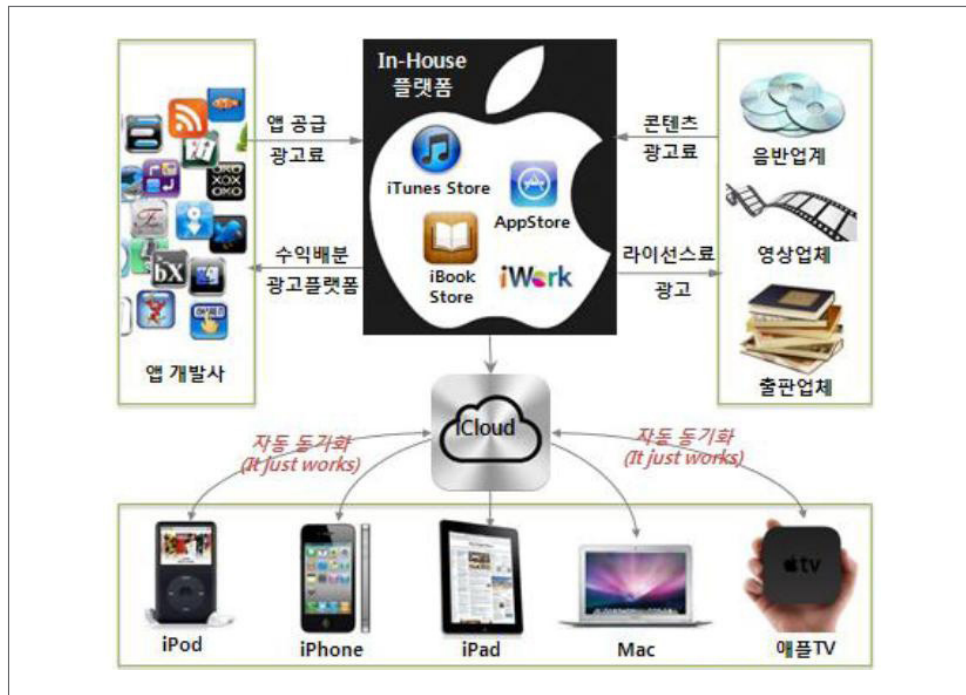 In-House
플랫폼
앱 공급
광고료
콘텐츠
광고료
음반업계
iTunes Store
AppStore
영상업체
수익배분
광고플랫폼
iBook
Store
iWork
라이선스료
광고
앱 개발사
출판업체
iCloud
자동 동기화
(It just works)
자동 동기화
(It just works)
tv
iPod
iPhone
iPad
Mac
애플TV